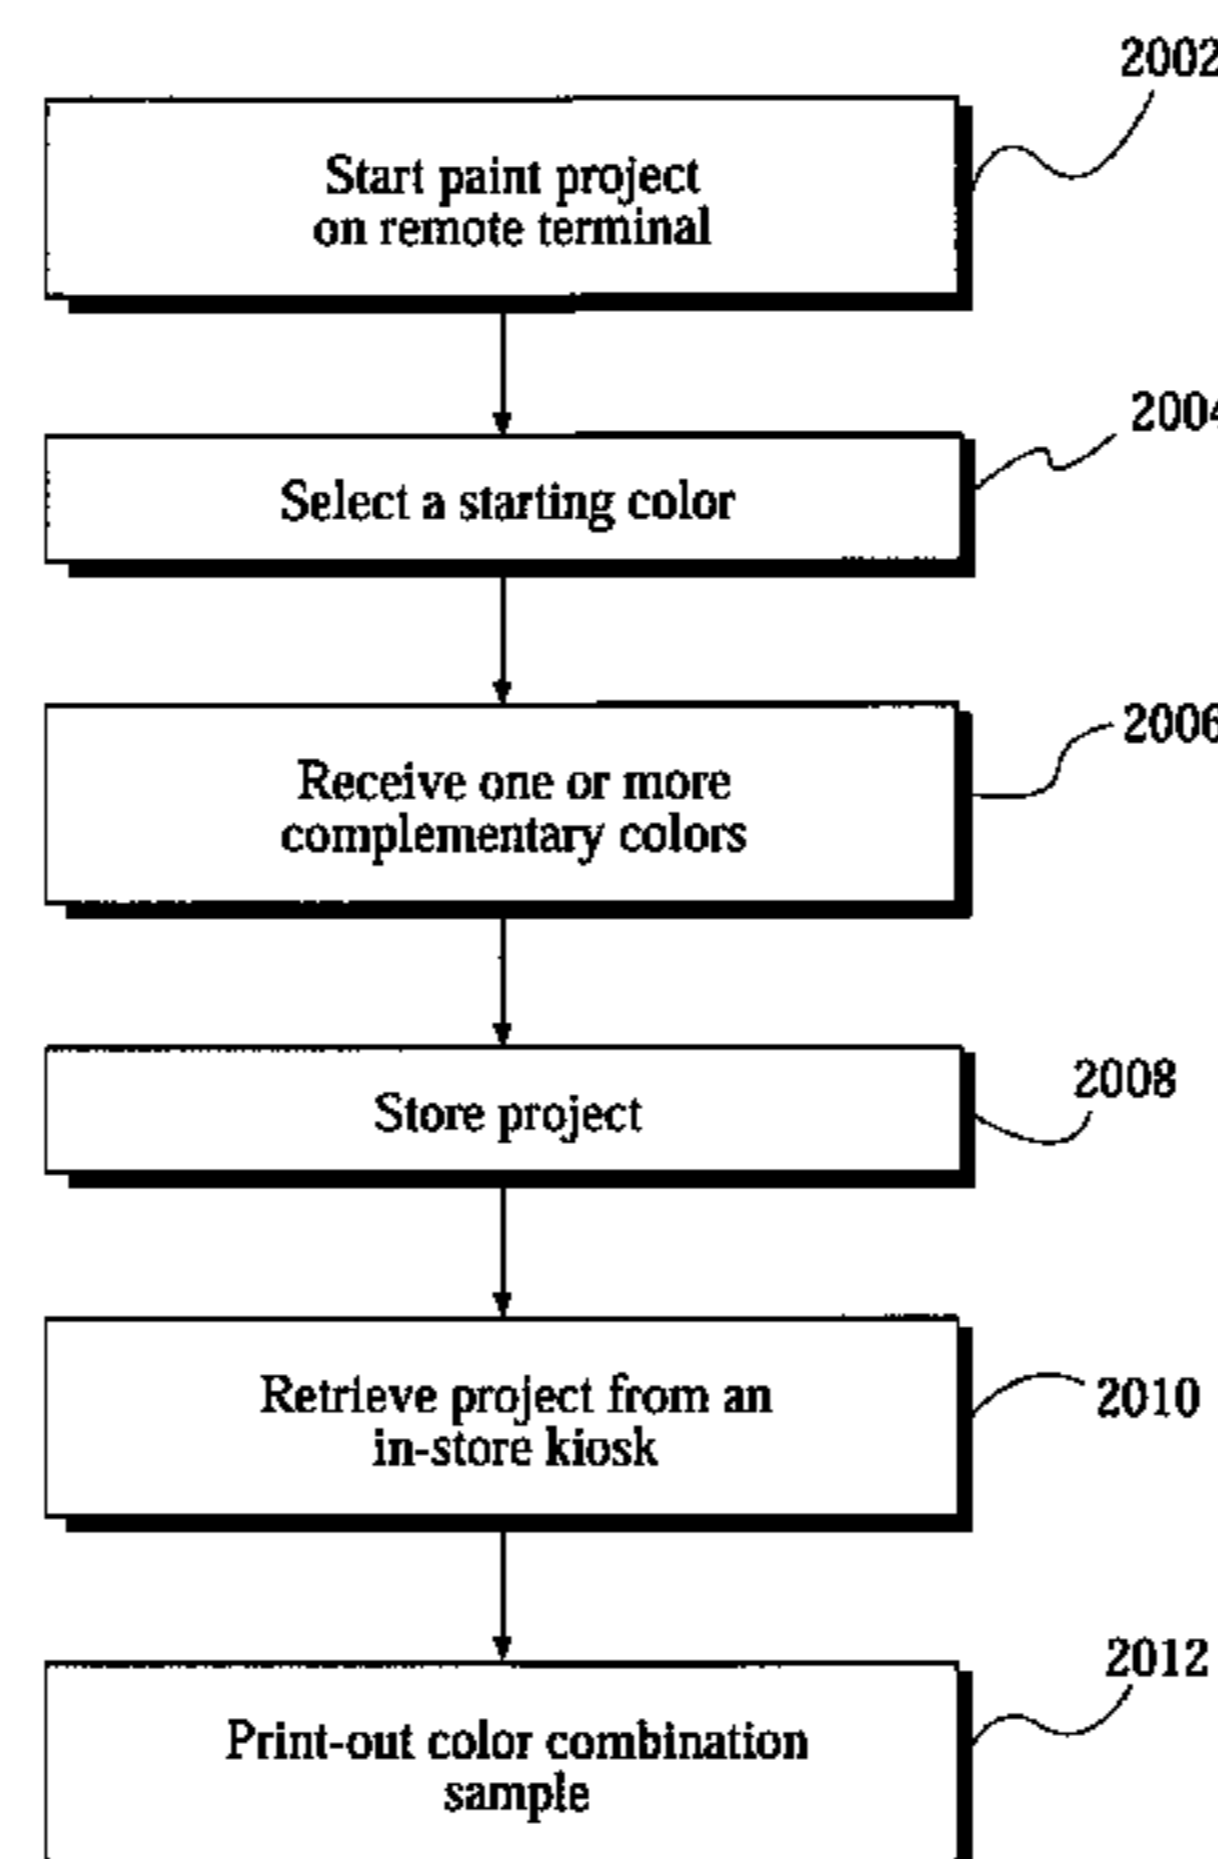 2002
Start paint project
on remote terminal
2004
Select a starting color
2006
Receive one or more
complementary colors
2008
Store project
Retrieve project from an
in-store kiosk
2010
2012
Print-out color combination
sample